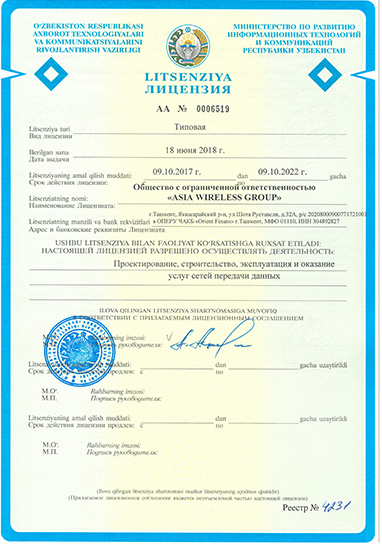 O'ZBEKISTON RESPUBLIKASI
AXBOROT TEXNOLOGIYALARI
VA KOMMUNIKATSIYALARINI
RIVOJLANTIRISH VAZIRLIGI
МИНИСТЕРСТВО ПО РАЗВИТИЮ
ИНФОРМАЦИОННЫХ ТЕХНОЛОГИЙ
И КОММУНИКАЦИЙ
РЕСПУБЛИКИ УЗБЕКИСТАН
LITSENZIYA
ЛИЦЕНЗИЯ
АА № 0006519
Litsenziya turi
Вид лицензии
Типовая
Berilgan sana
Дата выдачи
18 июня 2018 г.
Litsenziyaning amal qilish muddati: 09.10.2017 г. dan 09.10.2022 г. gacha
Срок действия лицензии: с по
Litsenziatning nomi:
Наименование Лицензиата:
Общество с ограниченной ответственностью
«ASIA WIRELESS GROUP»
г.Ташкент, Яккасарайский р-н, ул.Шота Руставели, д.32А, р/с 20208000900771721001
Litsenziatning manzili va bank rekvizitlari в ОПЕРУ ЧАКБ «Orient Finans» г.Ташкент, МФО 01110, ИНН 304892827
Адрес и банковские реквизиты Лицензиата
USHBU LITSENZIYA BILAN FAOLIYAT KO'RSATISHGA RUXSAT ETILADI:
НАСТОЯЩЕЙ ЛИЦЕНЗИЕЙ РАЗРЕШЕНО ОСУЩЕСТВЛЯТЬ ДЕЯТЕЛЬНОСТЬ:
Проектирование, строительство, эксплуатация и оказание
услуг сетей передачи данных
ILOVA QILINGAN LITSENZIYA SHARTNOMASIGA MUVOFIQ
В СООТВЕТСТВИИ С ПРИЛАГАЕМЫМ ЛИЦЕНЗИОННЫМ СОГЛАШЕНИЕМ
Rahbarning imzosi:
Подпись руководителя:
Litsenziyaning amal qilish muddati: dan gacha uzaytirildi
Срок действия лицензии продлен: с по
M.O'. Rahbarning imzosi:
М.П. Подпись руководителя:
Litsenziyaning amal qilish muddati: dan gacha uzaytirildi
Срок действия лицензии продлен: с по
M.O'. Rahbarning imzosi:
М.П. Подпись руководителя:
(Ilova qilingan litsenziya shartnomasi mazkur litsenziyaning ajralmas qismidir)
(Прилагаемое лицензионное соглашение является неотъемлемой частью настоящей лицензии)
Реестр № 4231